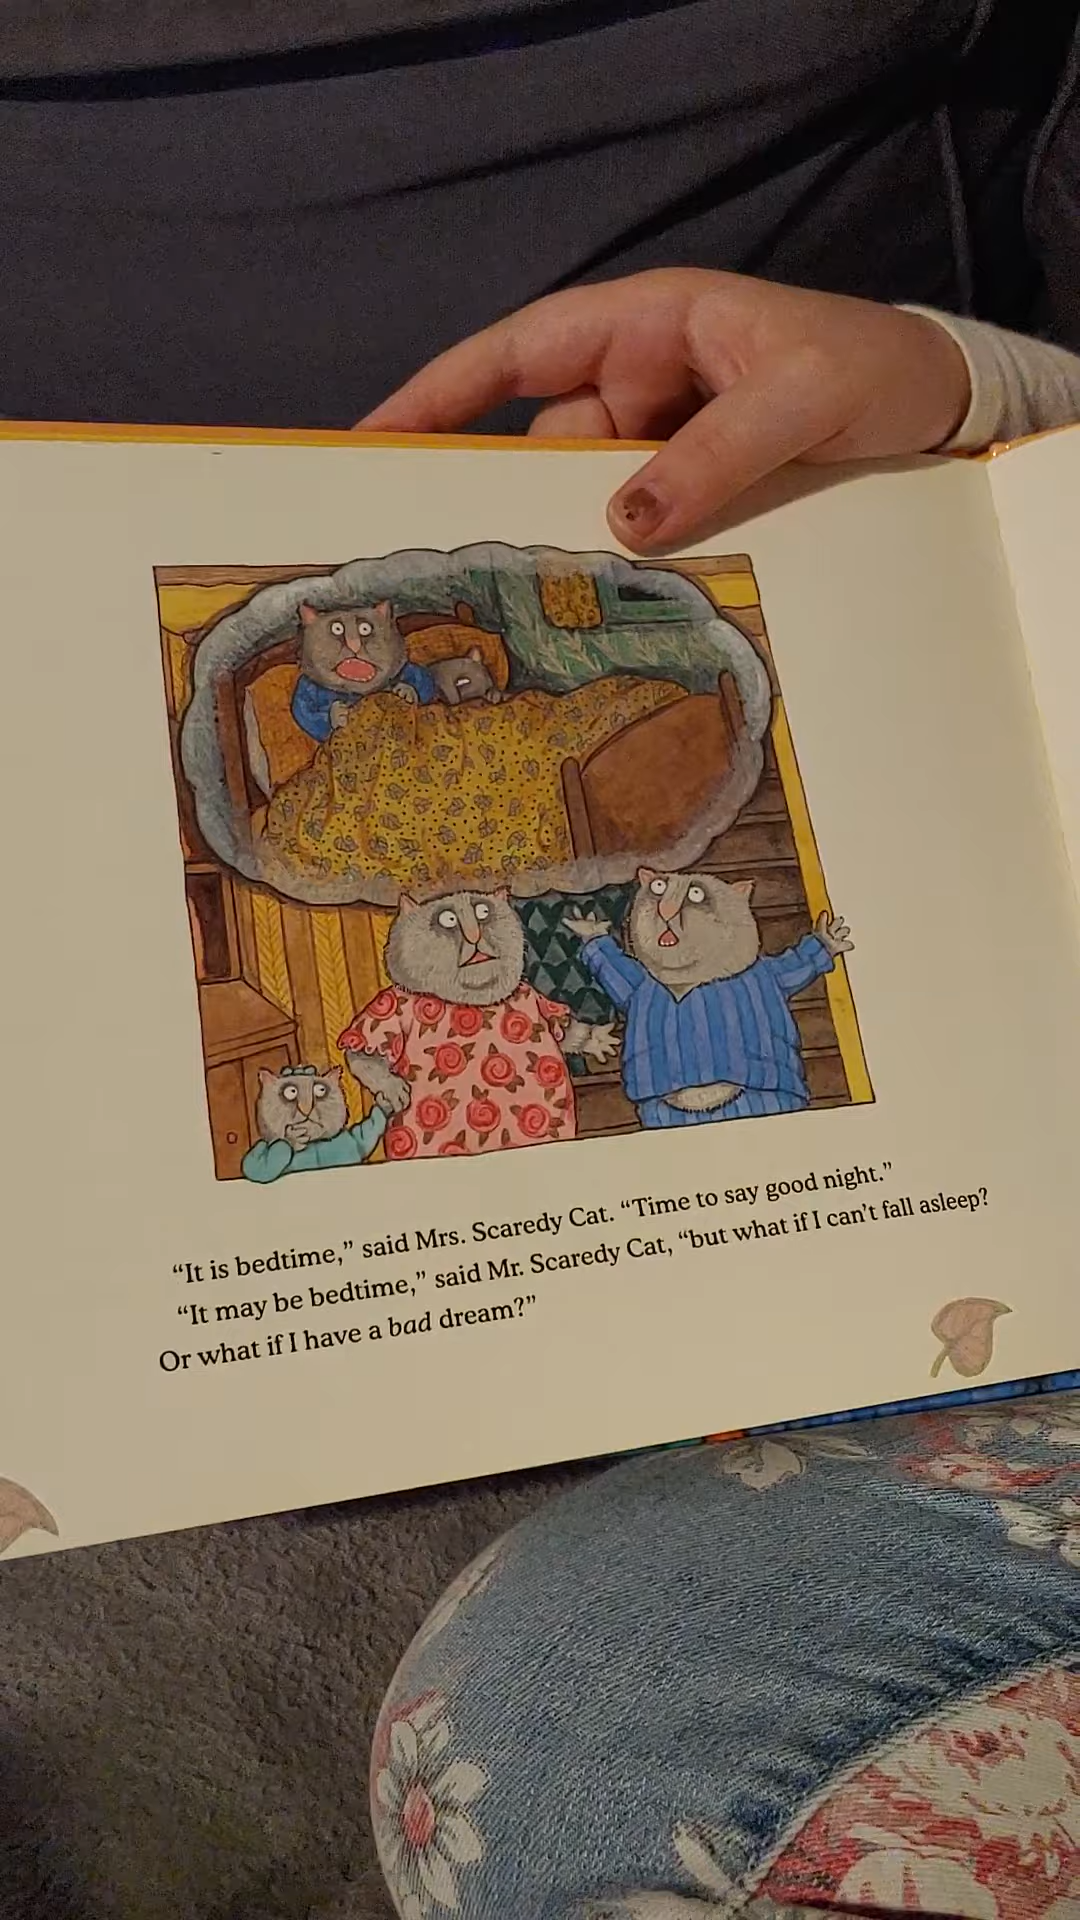 “It is bedtime,” said Mrs. Scaredy Cat. “Time to say good night.”
“It may be bedtime,” said Mr. Scaredy Cat, “but what if I can’t fall asleep?
Or what if I have a bad dream?”